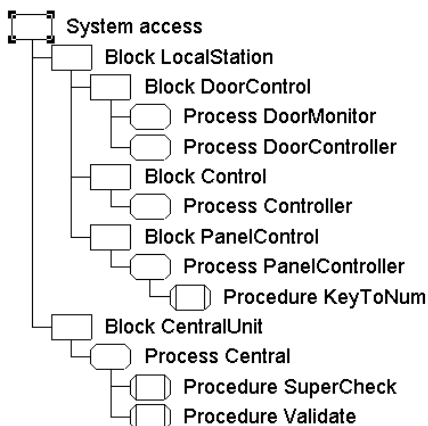 System access
Block LocalStation
Block DoorControl
Process DoorMonitor
Process DoorController
Block Control
Process Controller
Block PanelControl
Process PanelController
Procedure KeyToNum
Block CentralUnit
Process Central
Procedure SuperCheck
Procedure Validate